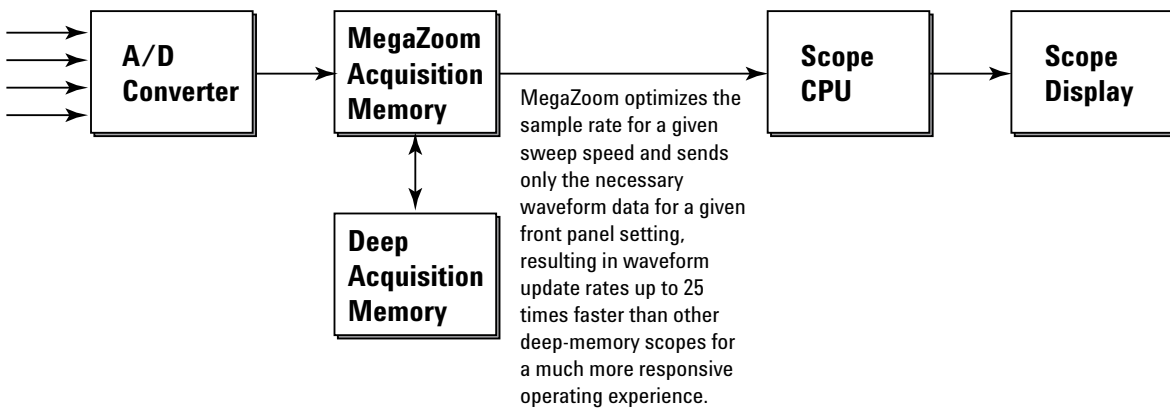 A/D
Converter
MegaZoom
Acquisition
Memory
Deep
Acquisition
Memory
MegaZoom optimizes the
sample rate for a given
sweep speed and sends
only the necessary
waveform data for a given
front panel setting,
resulting in waveform
update rates up to 25
times faster than other
deep-memory scopes for
a much more responsive
operating experience.
Scope
CPU
Scope
Display